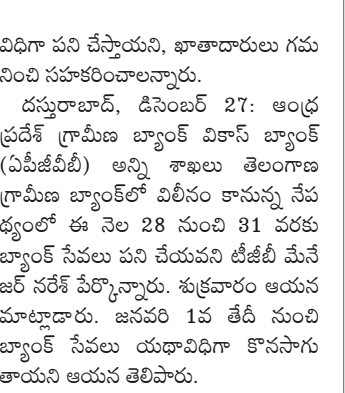 విధిగా పని చేస్తాయని, ఖాతాదారులు గమ
నించి సహకరించాలన్నారు.
దస్తురాబాద్, డిసెంబర్ 27: ఆంధ్ర
ప్రదేశ్ గ్రామీణ బ్యాంక్ వికాస్ బ్యాంక్
(ఏపీజీవీబీ) అన్ని శాఖలు తెలంగాణ
గ్రామీణ బ్యాంక్‌లో విలీనం కానున్న నేప
థ్యంలో ఈ నెల 28 నుంచి 31 వరకు
బ్యాంక్ సేవలు పని చేయవని టీజీబీ మేనే
జర్ నరేశ్ పేర్కొన్నారు. శుక్రవారం ఆయన
మాట్లాడారు. జనవరి 1వ తేదీ నుంచి
బ్యాంక్ సేవలు యథావిధిగా కొనసాగు
తాయని ఆయన తెలిపారు.